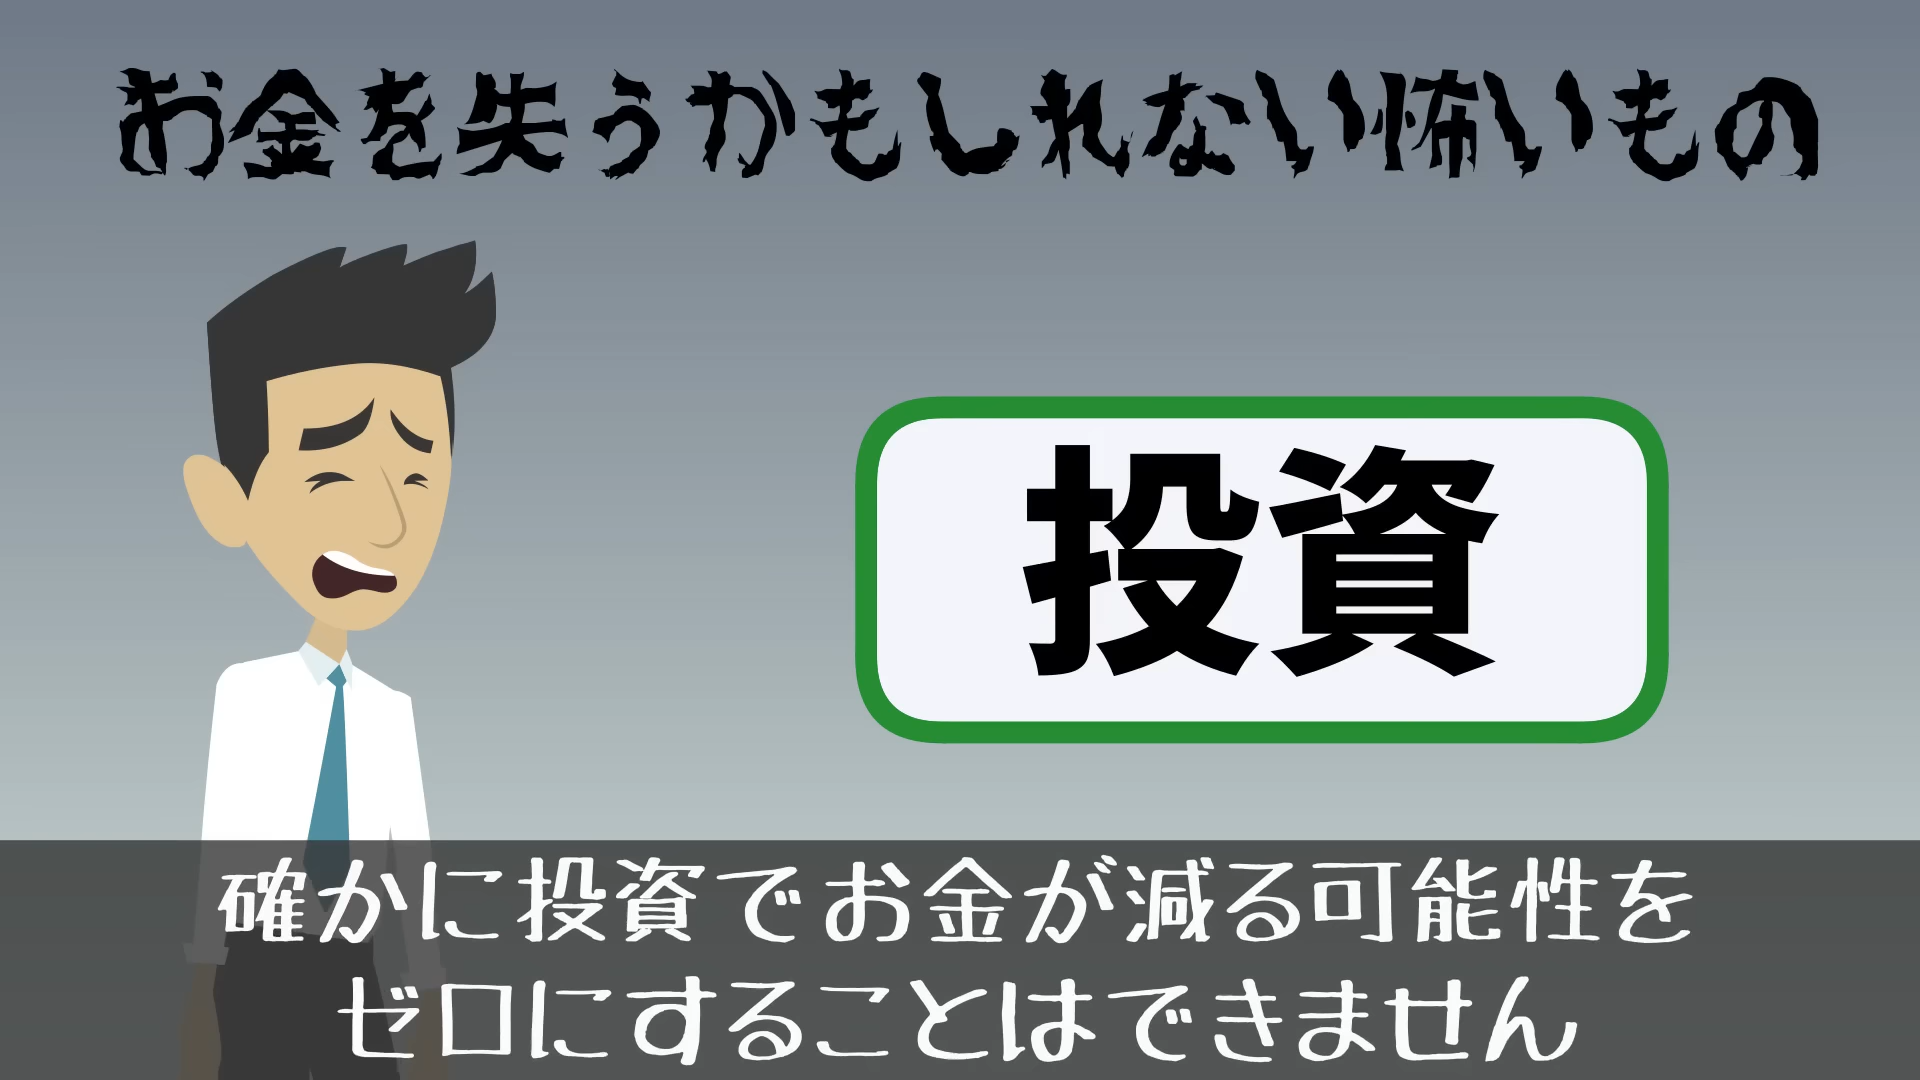 お金を失うかもしれない怖いもの
投資
確かに投資でお金が減る可能性を
ゼロにすることはできません